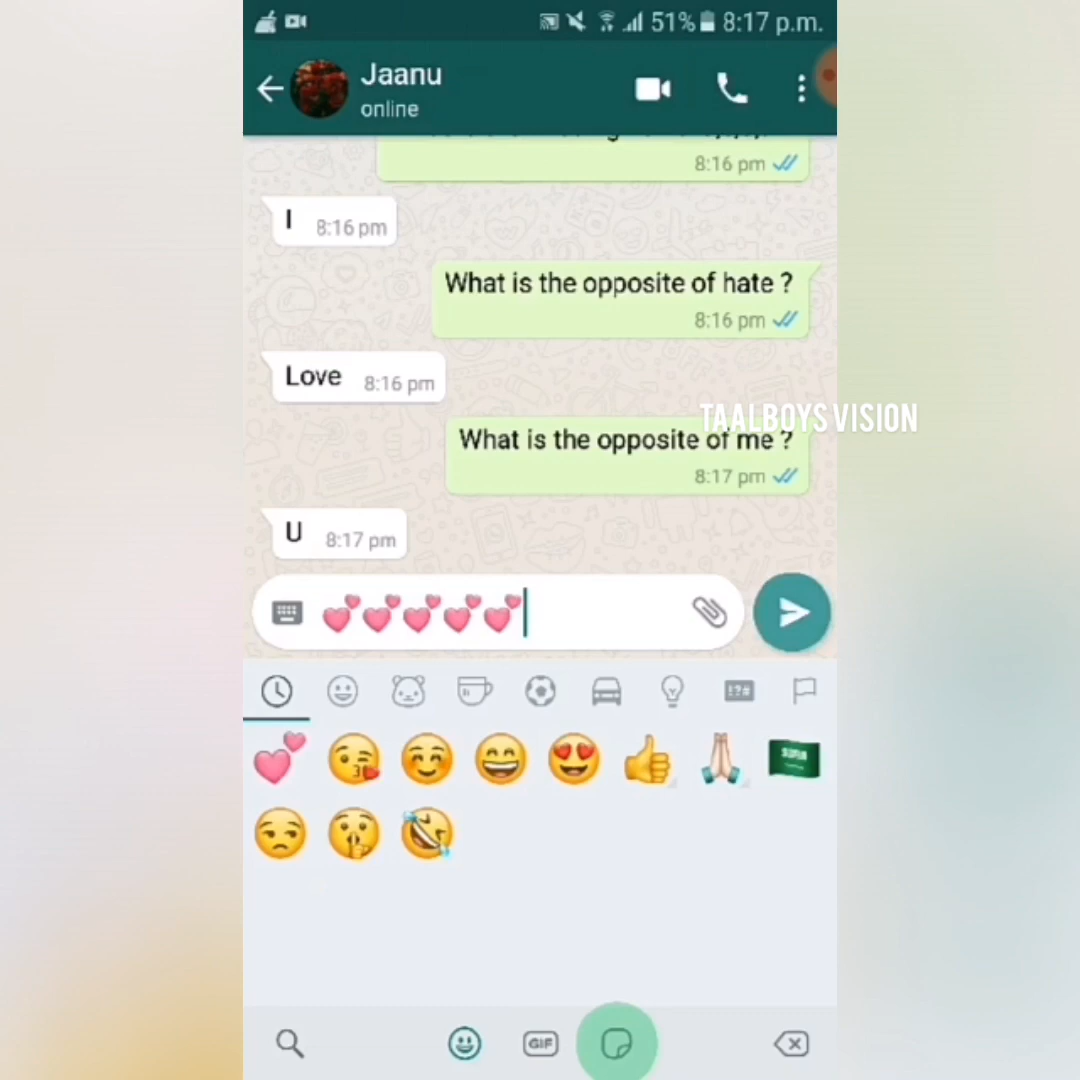 51% 8:17 p.m.
Jaanu
online
8:16 pm
I 8:16 pm
What is the opposite of hate ?
8:16 pm
Love 8:16 pm
TAALBOYS VISION
What is the opposite of me ?
8:17 pm
U 8:17 pm
!?#
GIF